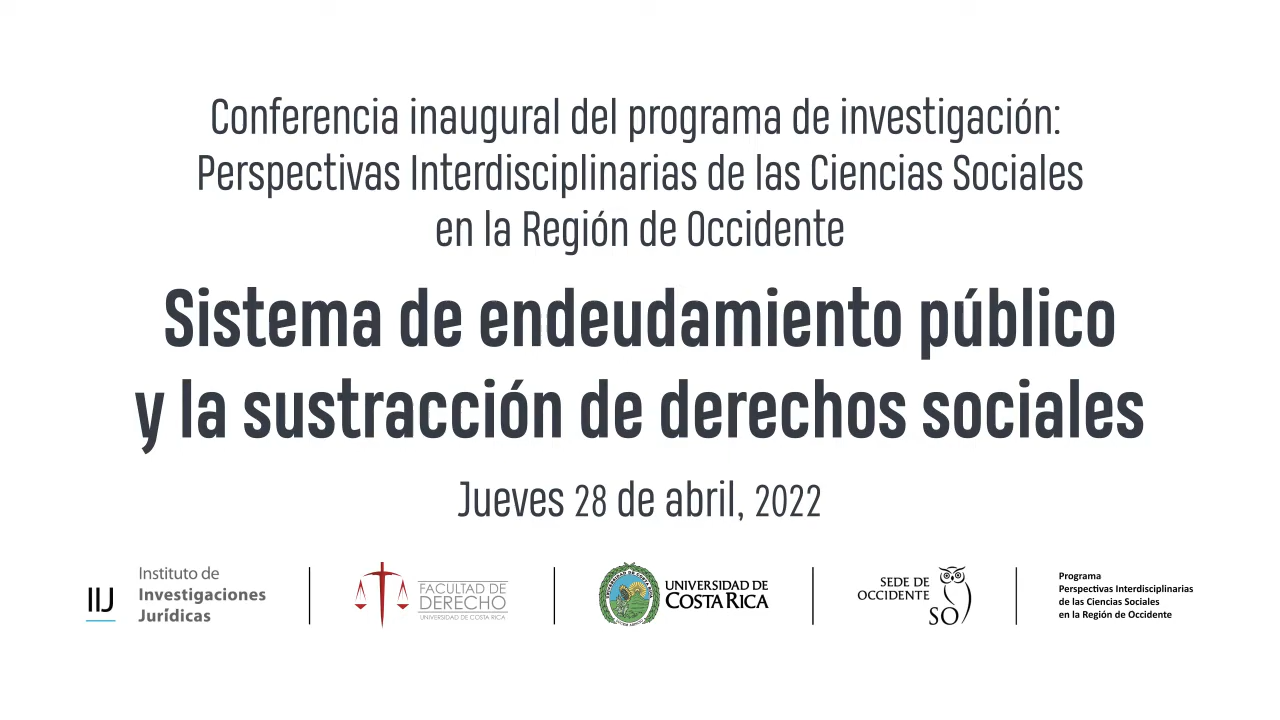 Conferencia inaugural del programa de investigación:
Perspectivas Interdisciplinarias de las Ciencias Sociales
en la Región de Occidente
Sistema de endeudamiento público
y la sustracción de derechos sociales
Jueves 28 de abril, 2022
IIJ
Instituto de
Investigaciones
Jurídicas
FACULTAD DE
DERECHO
UNIVERSIDAD DE COSTA RICA
UNIVERSIDAD DE
COSTA RICA
SEDE DE
OCCIDENTE
SO
Programa
Perspectivas Interdisciplinarias
de las Ciencias Sociales
en la Región de Occidente